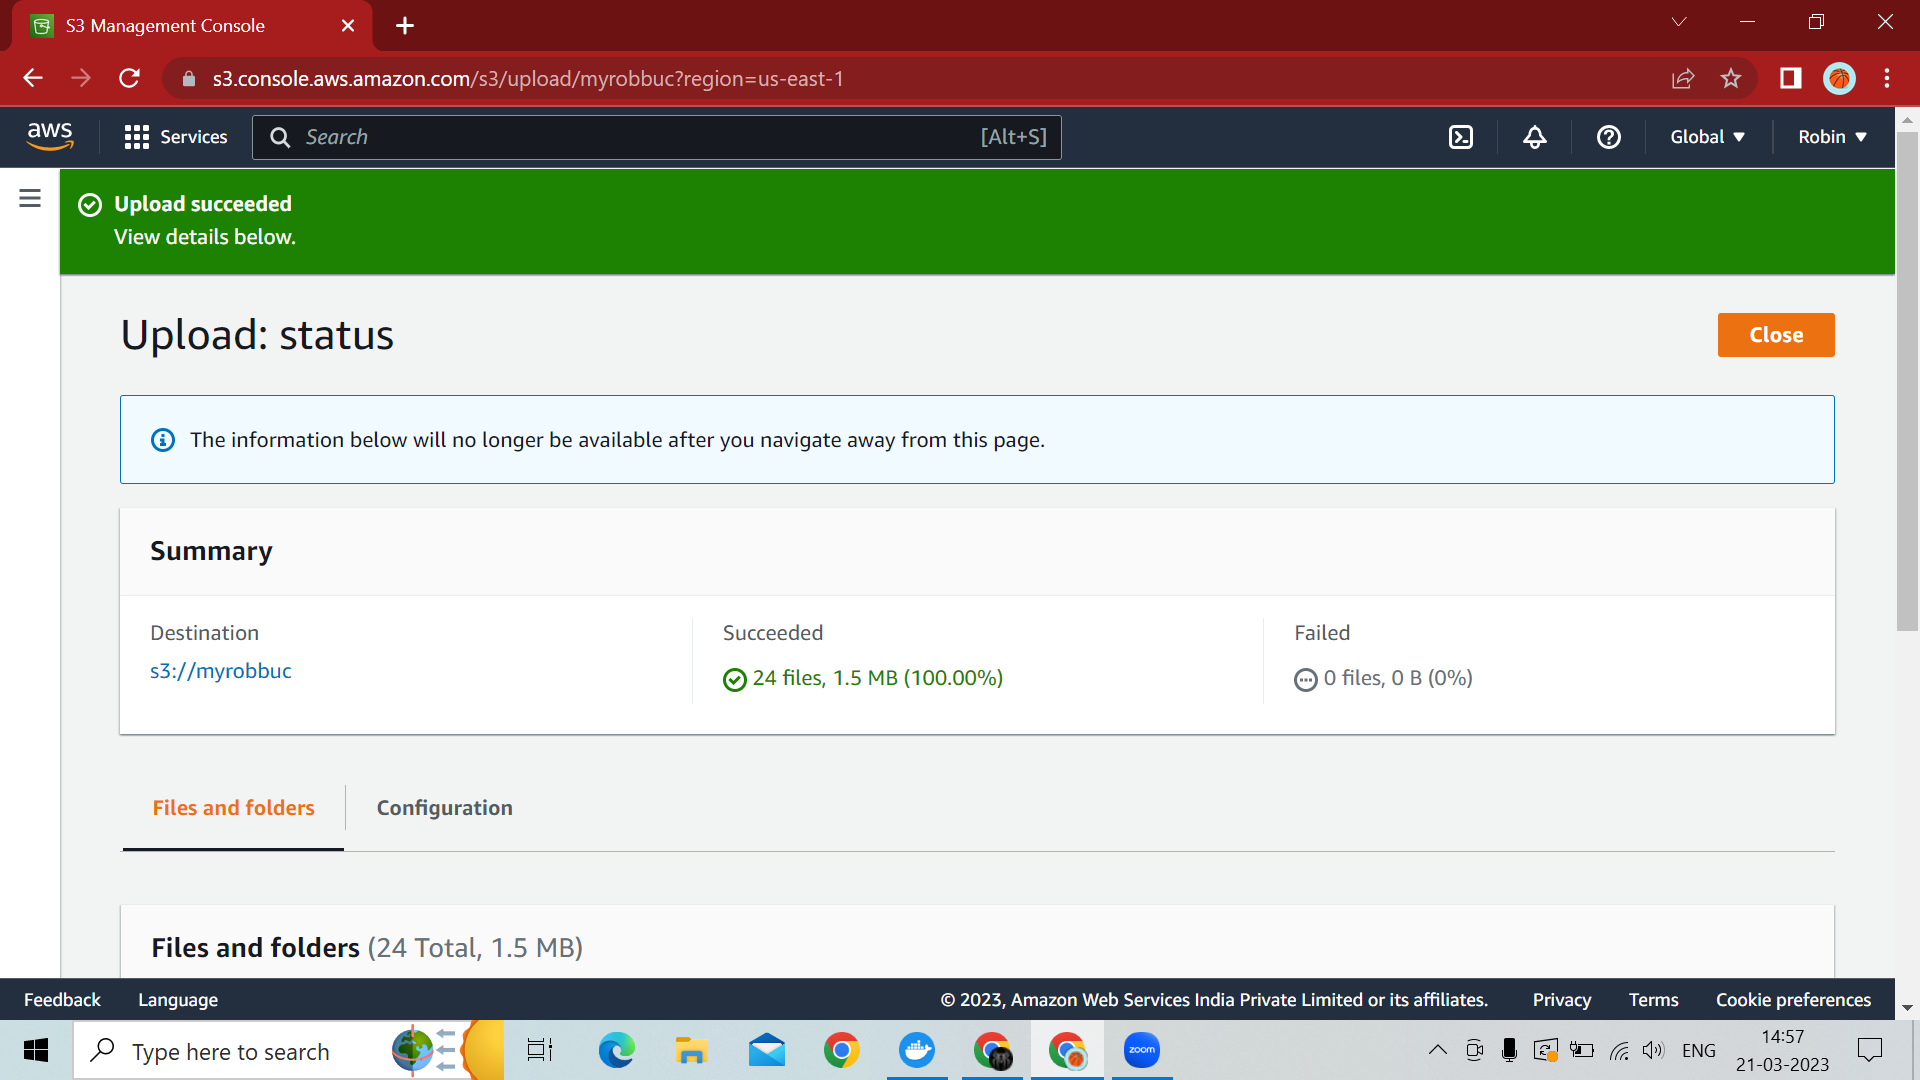 S3 Management Console
s3.console.aws.amazon.com/s3/upload/myrobbuc?region=us-east-1
aws
Services
Search
[Alt+S]
Global
Robin
Upload succeeded
View details below.
Upload: status
Close
The information below will no longer be available after you navigate away from this page.
Summary
Destination
s3://myrobbuc
Succeeded
24 files, 1.5 MB (100.00%)
Failed
0 files, 0 B (0%)
Files and folders
Configuration
Files and folders (24 Total, 1.5 MB)
Feedback
Language
© 2023, Amazon Web Services India Private Limited or its affiliates.
Privacy
Terms
Cookie preferences
Type here to search
zoom
ENG
14:57
21-03-2023